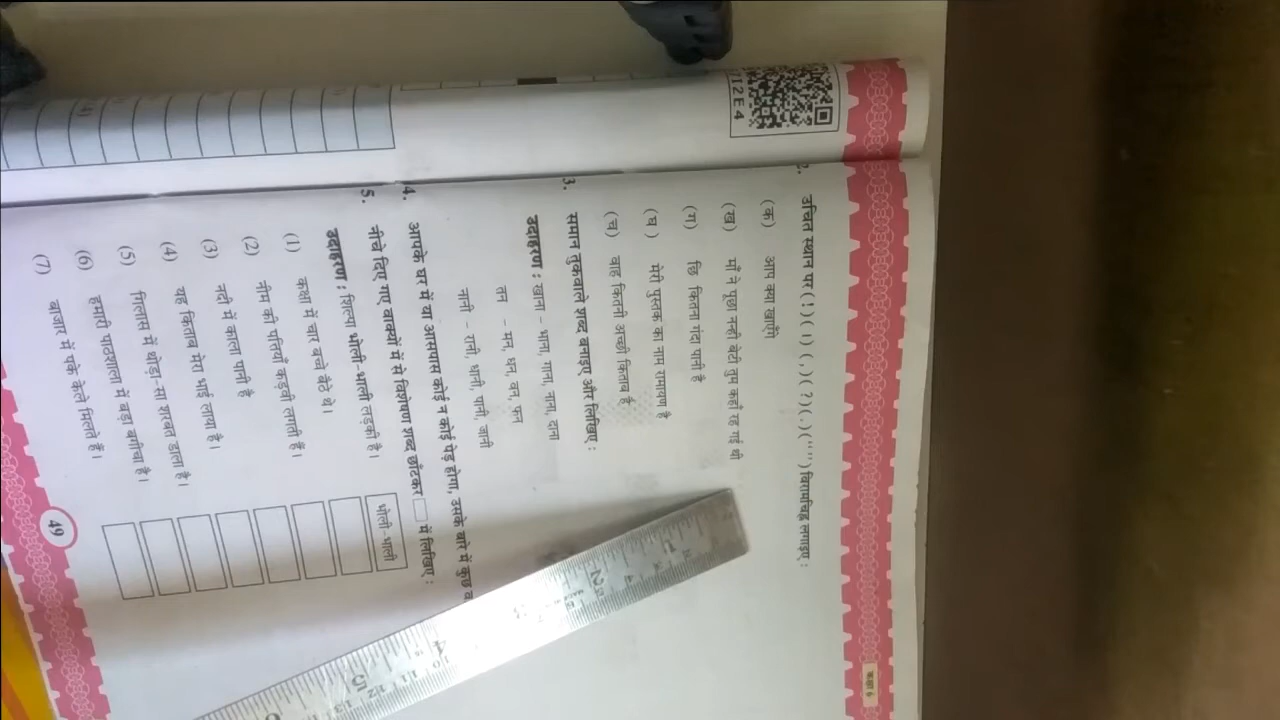 7I2E4
2. उचित स्थान पर (!) (।) (,) (?) (.) (" ") विरामचिह्न लगाइए :
(क) आप क्या खाएँगे
(ख) माँ ने पूछा नन्ही बेटी तुम कहाँ रह गई थी
(ग) छि कितना गंदा पानी है
(घ) मेरी पुस्तक का नाम रामायण है
(च) वाह कितनी अच्छी किताब है
3. समान तुकवाले शब्द बनाइए और लिखिए :
उदाहरण : खाना - भाना, गाना, नाना, दाना
तन - मन, धन, वन, फन
नानी - रानी, धानी, पानी, जानी
4. आपके घर में या आसपास कोई न कोई पेड़ होगा, उसके बारे में कुछ
5. नीचे दिए गए वाक्यों में से विशेषण शब्द छाँटकर में लिखिए :
उदाहरण : शिल्पा भोली-भाली लड़की है। भोली-भाली
(1) कक्षा में चार बच्चे बैठे थे।
(2) नीम की पत्तियाँ कड़वी लगती हैं।
(3) नदी में काला पानी है
(4) यह किताब मेरा भाई लाया है।
(5) गिलास में थोड़ा-सा शरबत डाला है।
(6) हमारी पाठशाला में बड़ा बगीचा है।
(7) बाजार में पके केले मिलते हैं।
49
कक्षा 6